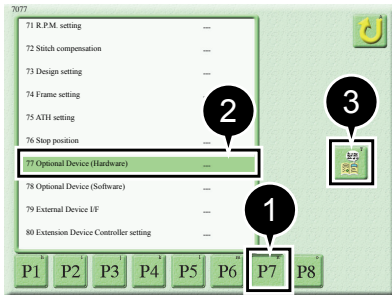 7077
71 R.P.M. setting ---
72 Stitch compensation ---
73 Design setting ---
74 Frame setting
75 ATH setting
76 Stop position ---
77 Optional Device (Hardware) ---
78 Optional Device (Software) ---
79 External Device I/F ---
80 Extension Device Controller setting ---
2
3
1
P1 P2 P3 P4 P5 P6 P7 P8